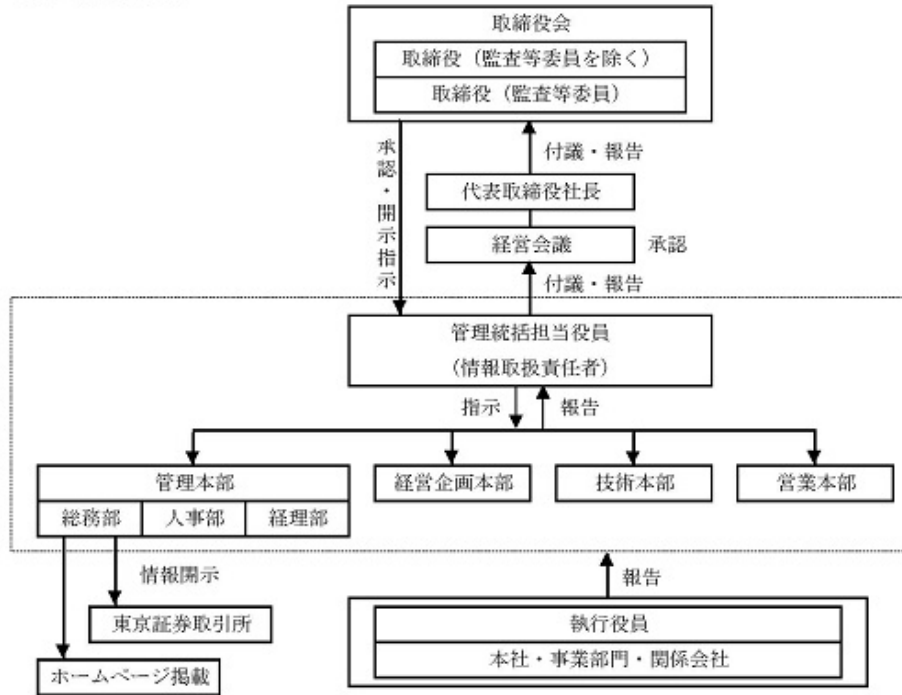 取締役会
取締役（監査等委員を除く）
取締役（監査等委員）
承認・開示指示
付議・報告
代表取締役社長
経営会議
承認
付議・報告
管理統括担当役員
（情報取扱責任者）
指示
報告
管理本部
総務部
人事部
経理部
経営企画本部
技術本部
営業本部
情報開示
東京証券取引所
ホームページ掲載
報告
執行役員
本社・事業部門・関係会社